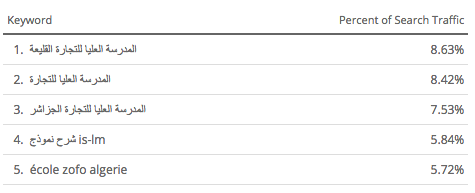 Keyword Percent of Search Traffic
1. المدرسة العليا للتجارة القليعة 8.63%
2. المدرسة العليا للتجارة 8.42%
3. المدرسة العليا للتجارة الجزائر 7.53%
4. شرح نموذج is-lm 5.84%
5. école zofo algerie 5.72%